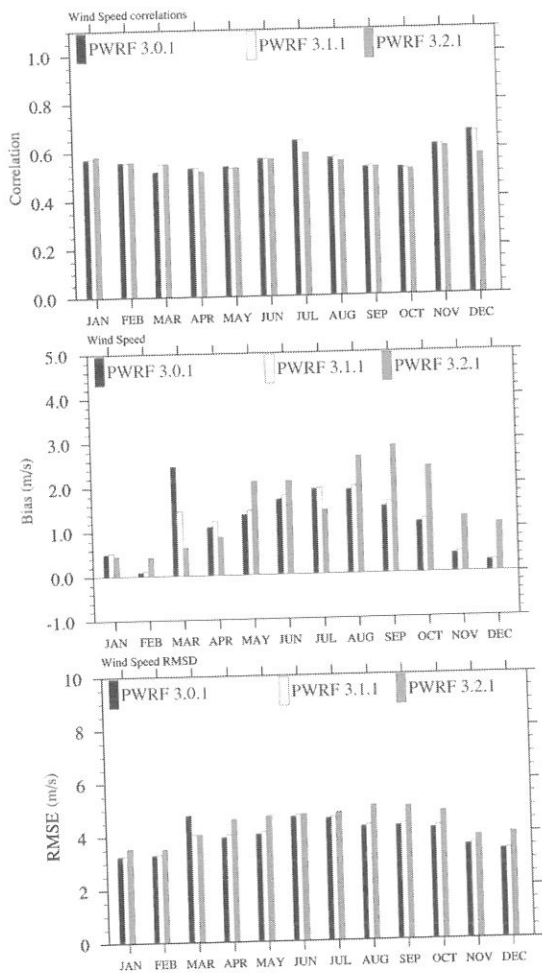 Wind Speed correlations
1.0
PWRF 3.0.1 PWRF 3.1.1 PWRF 3.2.1
0.8
0.6
0.4
0.2
0.0
Correlation
JAN FEB MAR APR MAY JUN JUL AUG SEP OCT NOV DEC
Wind Speed
5.0
PWRF 3.0.1 PWRF 3.1.1 PWRF 3.2.1
4.0
3.0
2.0
1.0
0.0
-1.0
Bias (m/s)
JAN FEB MAR APR MAY JUN JUL AUG SEP OCT NOV DEC
Wind Speed RMSD
10
PWRF 3.0.1 PWRF 3.1.1 PWRF 3.2.1
8
6
4
2
0
RMSE (m/s)
JAN FEB MAR APR MAY JUN JUL AUG SEP OCT NOV DEC